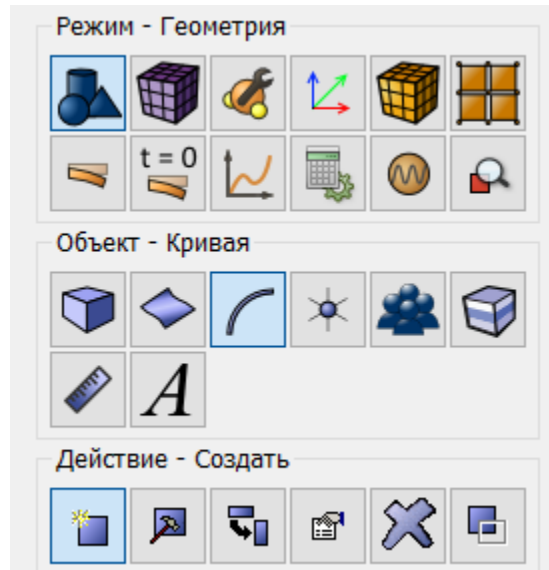 Режим - Геометрия
t = 0
Объект - Кривая
A
Действие - Создать